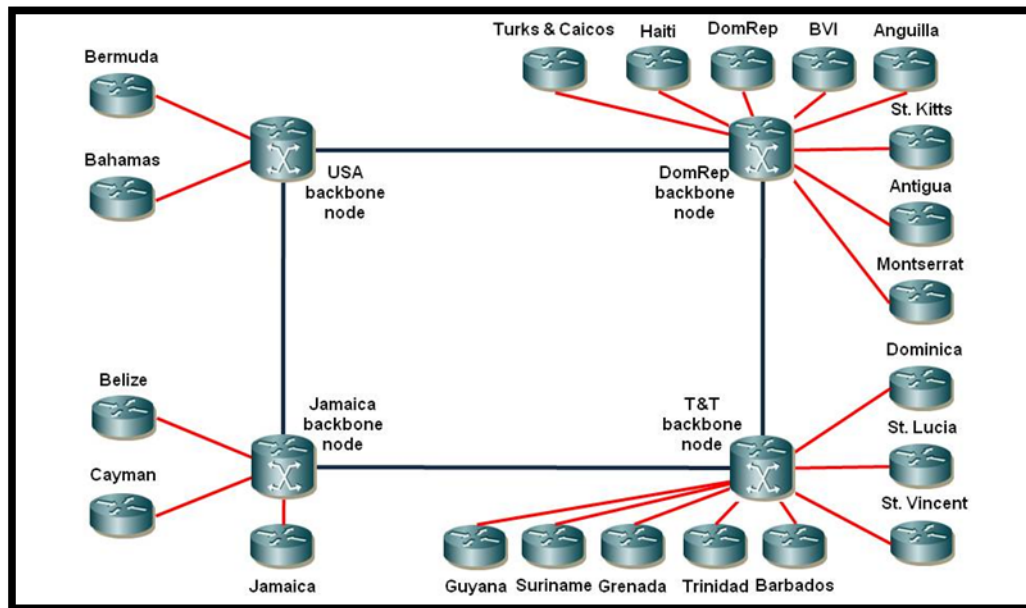 Turks & Caicos
Haiti
DomRep
BVI
Anguilla
Bermuda
St. Kitts
Bahamas
USA
backbone
node
DomRep
backbone
node
Antigua
Montserrat
Dominica
Belize
Jamaica
backbone
node
T&T
backbone
node
St. Lucia
Cayman
St. Vincent
Jamaica
Guyana
Suriname
Grenada
Trinidad
Barbados